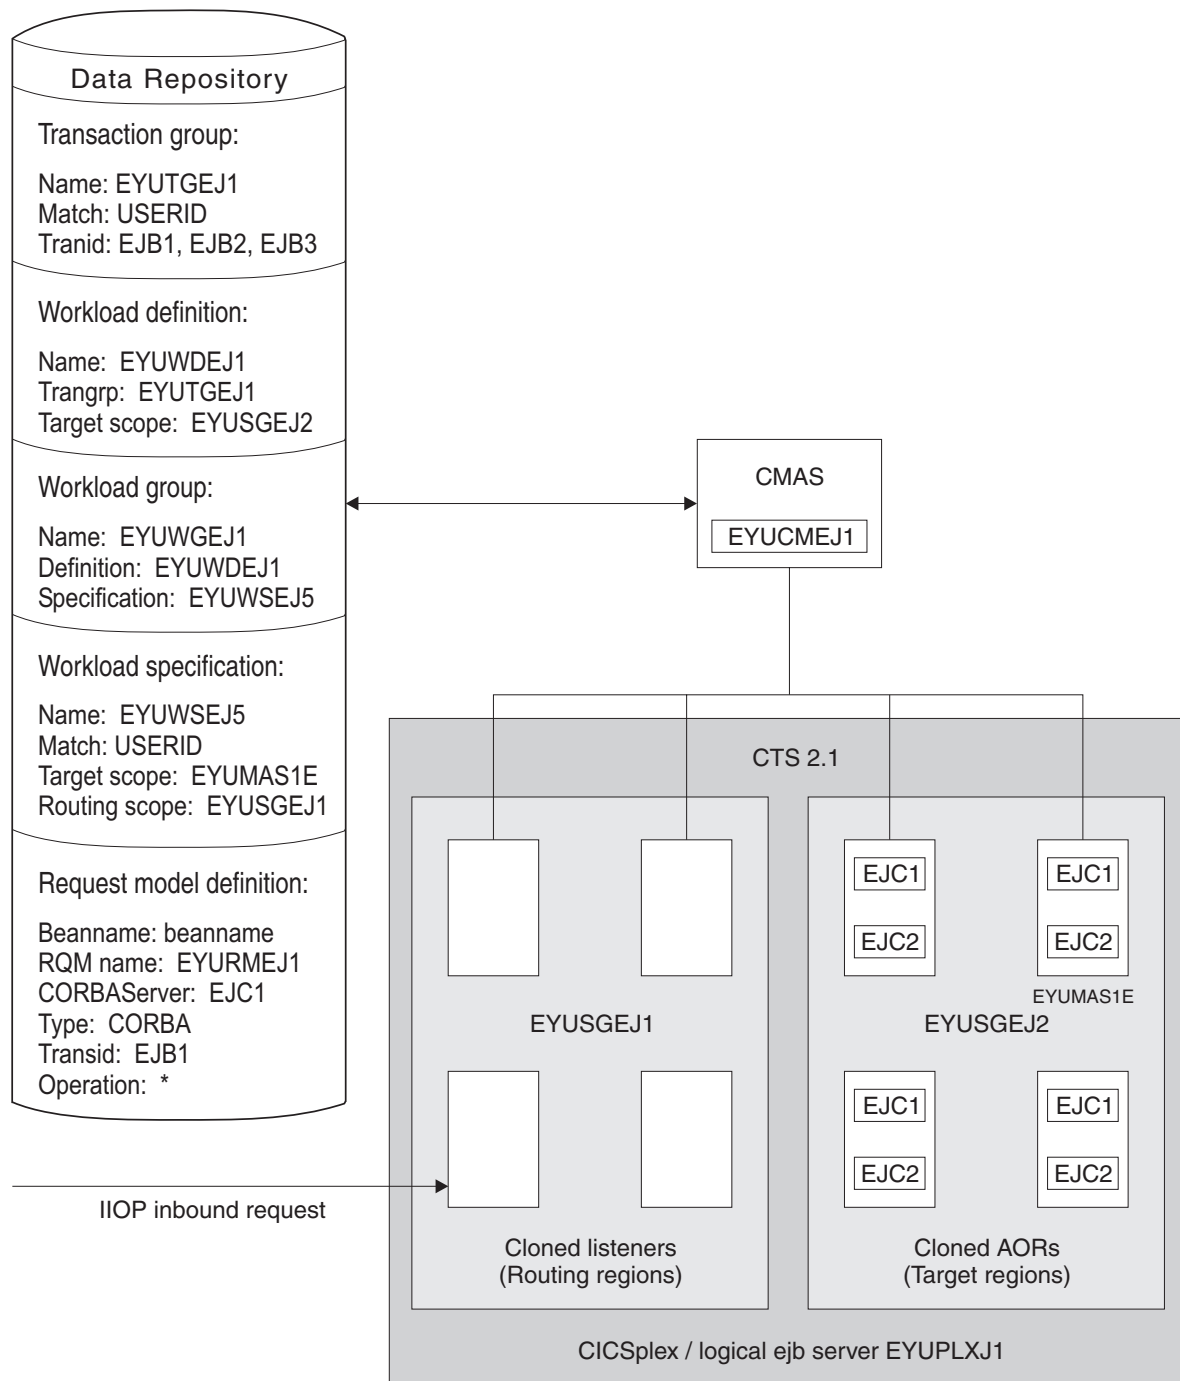 Data Repository
Transaction group:
Name: EYUTGEJ1
Match: USERID
Tranid: EJB1, EJB2, EJB3
Workload definition:
Name: EYUWDEJ1
Trangrp: EYUTGEJ1
Target scope: EYUSGEJ2
Workload group:
Name: EYUWGEJ1
Definition: EYUWDEJ1
Specification: EYUWSEJ5
Workload specification:
Name: EYUWSEJ5
Match: USERID
Target scope: EYUMAS1E
Routing scope: EYUSGEJ1
Request model definition:
Beanname: beanname
RQM name: EYURMEJ1
CORBAServer: EJC1
Type: CORBA
Transid: EJB1
Operation: *
IIOP inbound request
CMAS
EYUCMEJ1
CTS 2.1
EYUSGEJ1
Cloned listeners
(Routing regions)
EJC1
EJC2
EJC1
EJC2
EYUMAS1E
EYUSGEJ2
EJC1
EJC2
EJC1
EJC2
Cloned AORs
(Target regions)
CICSplex / logical ejb server EYUPLXJ1